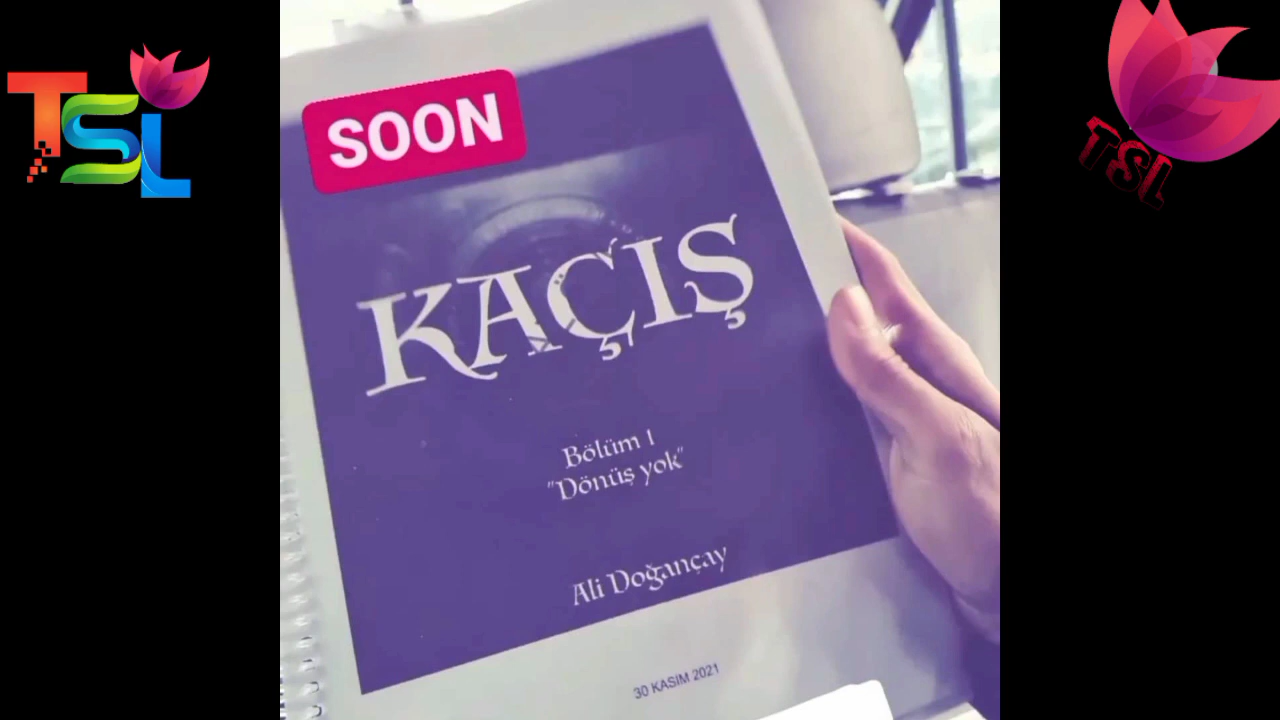 TSL
TSL
SOON
KAÇIŞ
Bölüm 1
"Dönüş yok"
Ali Doğançay
30 KASIM 2021